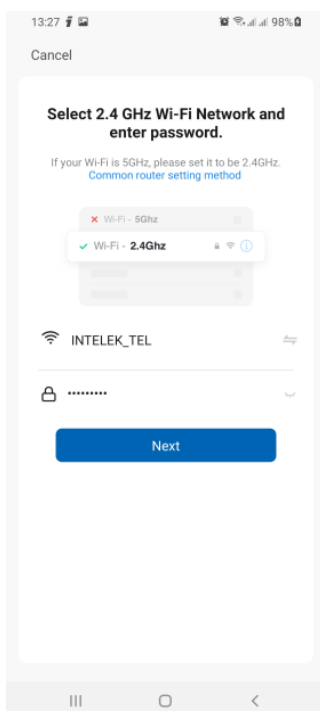 13:27 98%
Cancel
Select 2.4 GHz Wi-Fi Network and
enter password.
If your Wi-Fi is 5GHz, please set it to be 2.4GHz.
Common router setting method
Wi-Fi - 5Ghz
Wi-Fi - 2.4Ghz
INTELEK_TEL
•••••••••
Next